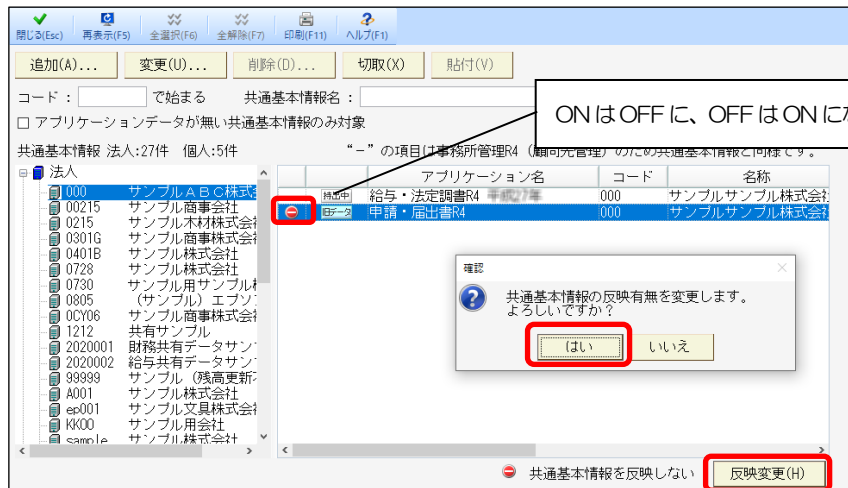 閉じる(Esc) 再表示(F5) 全選択(F6) 全解除(F7) 印刷(F11) ヘルプ(F1)
追加(A)... 変更(U)... 削除(D)... 切取(X) 貼付(V)
コード： で始まる 共通基本情報名：
ONはOFFに、OFFはONにな
アプリケーションデータが無い共通基本情報のみ対象
共通基本情報 法人:27件 個人:5件 "－"の項目は事務所管理R4（顧問先管理）のため共通基本情報と同様です。
法人
000 サンプルＡＢＣ株式
00215 サンプル商事会社
0215 サンプル木材株式会
0301G サンプル商事株式会
0401B サンプル株式会社
0728 サンプル株式会社
0730 サンプル用サンプル
0805 （サンプル）エプソ
0CY06 サンプル商事株式会
1212 共有サンプル
2020001 財務共有データサン
2020002 給与共有データサン
99999 サンプル（残高更新
A001 サンプル株式会社
ep001 サンプル文具株式会
KK00 サンプル用会社
sample サンプル株式会社
アプリケーション名 コード 名称
持出中 給与・法定調書R4 平成27年 000 サンプルサンプル株式会
旧データ 申請・届出書R4 000 サンプルサンプル株式会
確認
共通基本情報の反映有無を変更します。
よろしいですか？
はい いいえ
共通基本情報を反映しない 反映変更(H)